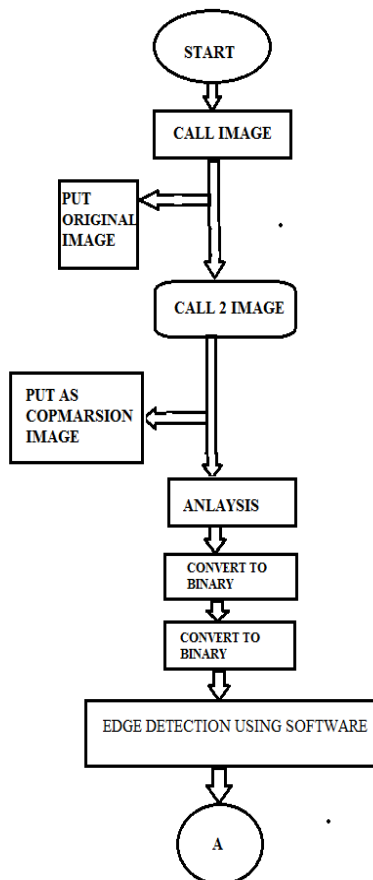 START
CALL IMAGE
PUT
ORIGINAL
IMAGE
CALL 2 IMAGE
PUT AS
COPMARSION
IMAGE
ANLAYSIS
CONVERT TO
BINARY
CONVERT TO
BINARY
EDGE DETECTION USING SOFTWARE
A